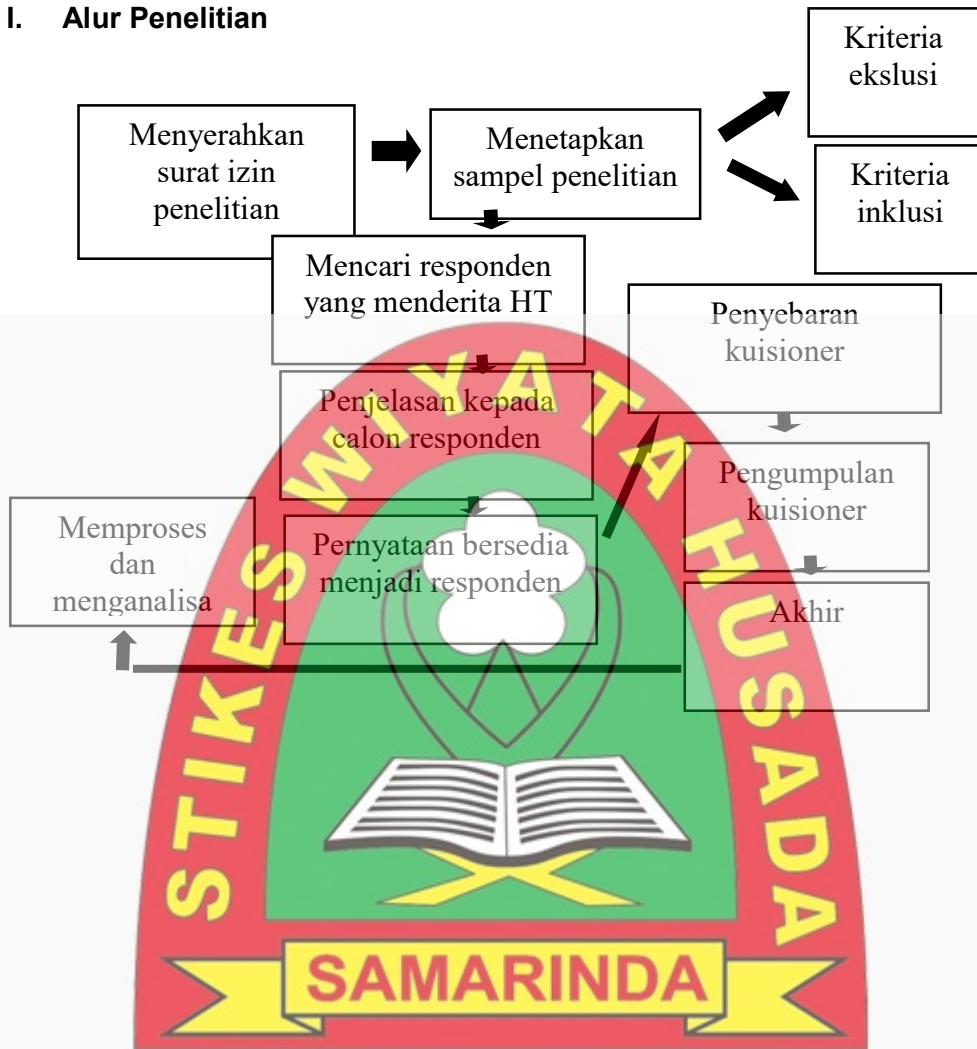 I. Alur Penelitian
Menyerahkan
surat izin
penelitian
Menetapkan
sampel penelitian
Kriteria
ekslusi
Kriteria
inklusi
Mencari responden
yang menderita HT
Penjelasan kepada
calon responden
Pernyataan bersedia
menjadi responden
Penyebaran
kuisioner
Pengumpulan
kuisioner
Akhir
Memproses
dan
menganalisa
STIKES WIYATA HUSADA
SAMARINDA